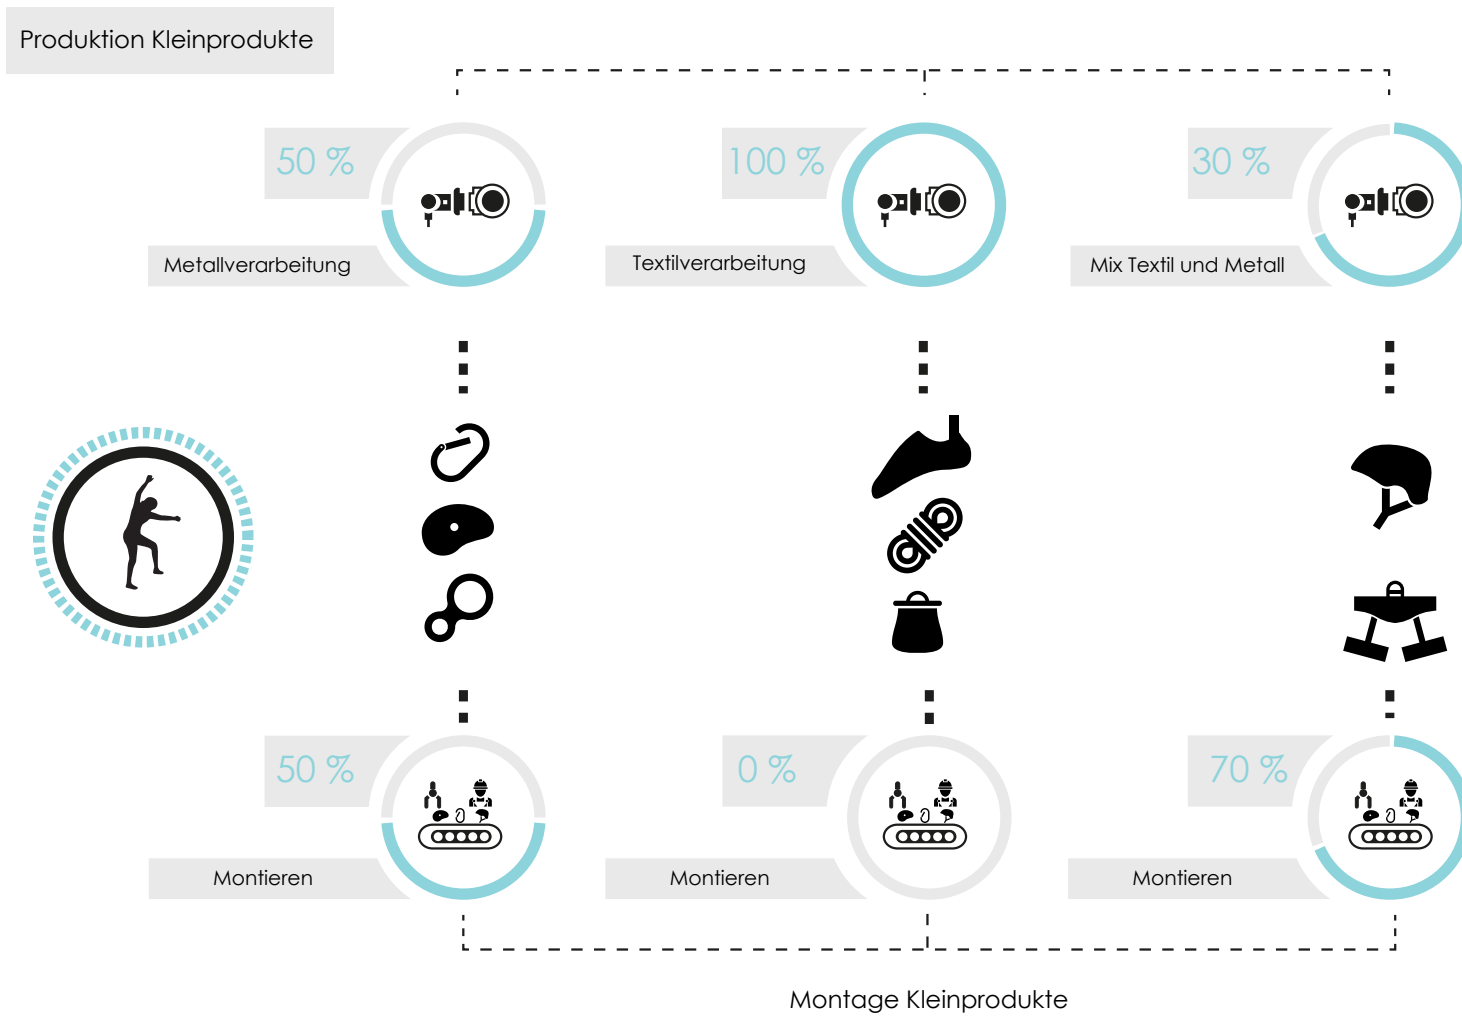 Produktion Kleinprodukte
50 %
100 %
30 %
Metallverarbeitung
Textilverarbeitung
Mix Textil und Metall
50 %
0 %
70 %
Montieren
Montieren
Montieren
Montage Kleinprodukte